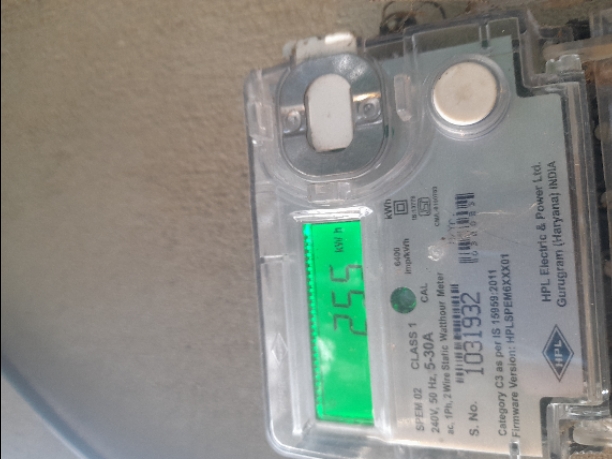 255 kWh
kWh
6400
imp/kWh
CAL
SPEM 02 CLASS 1
240V, 50 Hz, 5-30A
ac, 1Ph, 2 Wire Static Watthour Meter
S. No. 1031932
Category C3 as per IS 15959:2011
Firmware Version: HPLSPEM6XXX01
HPL
HPL Electric & Power Ltd.
Gurugram (Haryana) INDIA